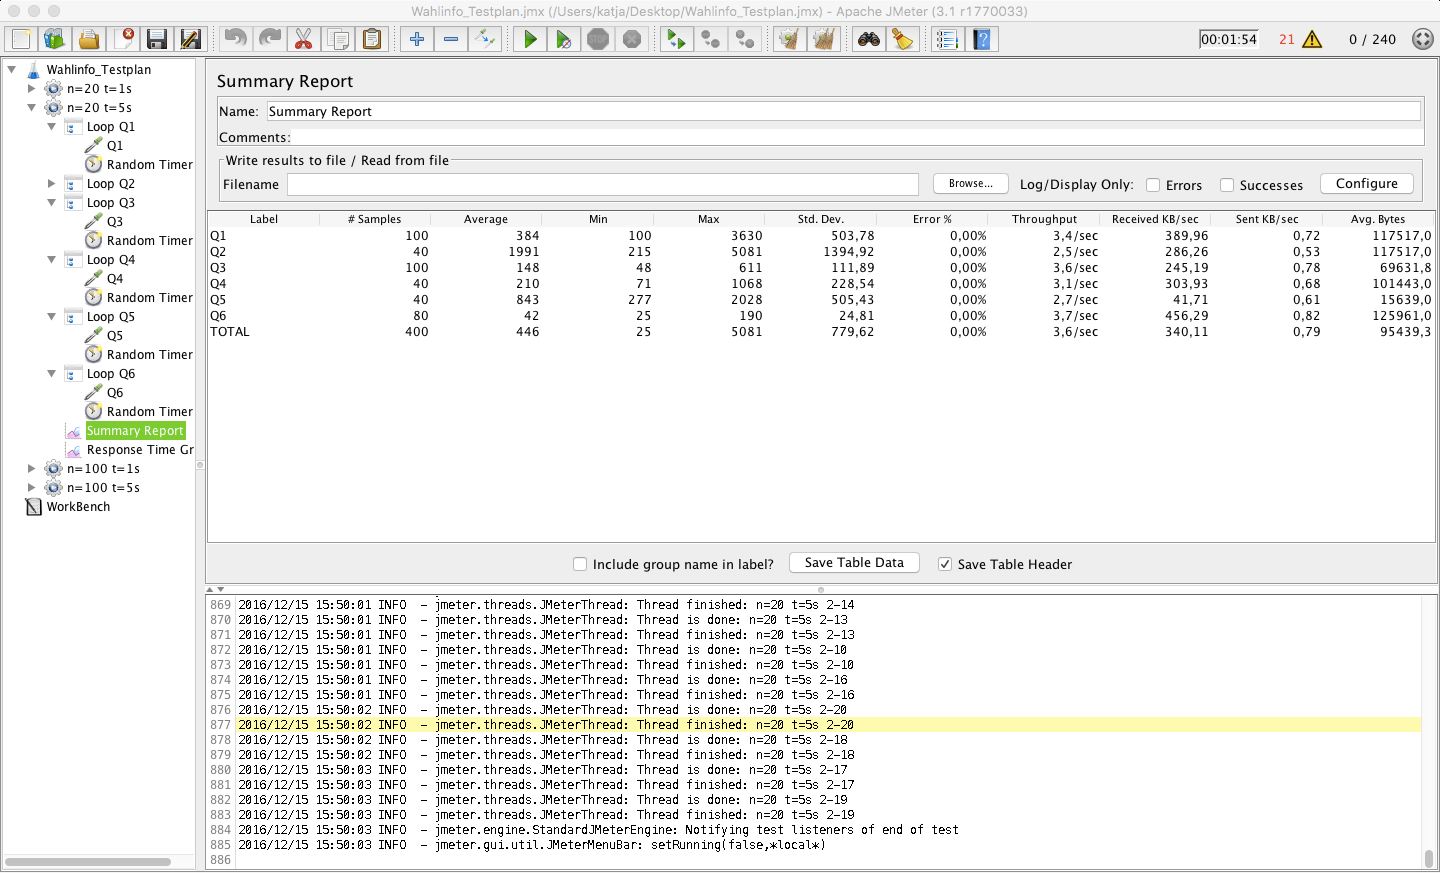 Wahlinfo_Testplan.jmx (/Users/katja/Desktop/Wahlinfo_Testplan.jmx) - Apache JMeter (3.1 r1770033)
00:01:54 21 0 / 240
Wahlinfo_Testplan
n=20 t=1s
n=20 t=5s
Loop Q1
Q1
Random Timer
Loop Q2
Loop Q3
Q3
Random Timer
Loop Q4
Q4
Random Timer
Loop Q5
Q5
Random Timer
Loop Q6
Q6
Random Timer
Summary Report
Response Time Gr
n=100 t=1s
n=100 t=5s
WorkBench
Summary Report
Name: Summary Report
Comments:
Write results to file / Read from file
Filename Browse... Log/Display Only: Errors Successes Configure
Label # Samples Average Min Max Std. Dev. Error % Throughput Received KB/sec Sent KB/sec Avg. Bytes
Q1 100 384 100 3630 503,78 0,00% 3,4/sec 389,96 0,72 117517,0
Q2 40 1991 215 5081 1394,92 0,00% 2,5/sec 286,26 0,53 117517,0
Q3 100 148 48 611 111,89 0,00% 3,6/sec 245,19 0,78 69631,8
Q4 40 210 71 1068 228,54 0,00% 3,1/sec 303,93 0,68 101443,0
Q5 40 843 277 2028 505,43 0,00% 2,7/sec 41,71 0,61 15639,0
Q6 80 42 25 190 24,81 0,00% 3,7/sec 456,29 0,82 125961,0
TOTAL 400 446 25 5081 779,62 0,00% 3,6/sec 340,11 0,79 95439,3
Include group name in label? Save Table Data Save Table Header
869 2016/12/15 15:50:01 INFO - jmeter.threads.JMeterThread: Thread finished: n=20 t=5s 2-14
870 2016/12/15 15:50:01 INFO - jmeter.threads.JMeterThread: Thread is done: n=20 t=5s 2-13
871 2016/12/15 15:50:01 INFO - jmeter.threads.JMeterThread: Thread finished: n=20 t=5s 2-13
872 2016/12/15 15:50:01 INFO - jmeter.threads.JMeterThread: Thread is done: n=20 t=5s 2-10
873 2016/12/15 15:50:01 INFO - jmeter.threads.JMeterThread: Thread finished: n=20 t=5s 2-10
874 2016/12/15 15:50:01 INFO - jmeter.threads.JMeterThread: Thread is done: n=20 t=5s 2-16
875 2016/12/15 15:50:01 INFO - jmeter.threads.JMeterThread: Thread finished: n=20 t=5s 2-16
876 2016/12/15 15:50:02 INFO - jmeter.threads.JMeterThread: Thread is done: n=20 t=5s 2-20
877 2016/12/15 15:50:02 INFO - jmeter.threads.JMeterThread: Thread finished: n=20 t=5s 2-20
878 2016/12/15 15:50:02 INFO - jmeter.threads.JMeterThread: Thread is done: n=20 t=5s 2-18
879 2016/12/15 15:50:02 INFO - jmeter.threads.JMeterThread: Thread finished: n=20 t=5s 2-18
880 2016/12/15 15:50:03 INFO - jmeter.threads.JMeterThread: Thread is done: n=20 t=5s 2-17
881 2016/12/15 15:50:03 INFO - jmeter.threads.JMeterThread: Thread finished: n=20 t=5s 2-17
882 2016/12/15 15:50:03 INFO - jmeter.threads.JMeterThread: Thread is done: n=20 t=5s 2-19
883 2016/12/15 15:50:03 INFO - jmeter.threads.JMeterThread: Thread finished: n=20 t=5s 2-19
884 2016/12/15 15:50:03 INFO - jmeter.engine.StandardJMeterEngine: Notifying test listeners of end of test
885 2016/12/15 15:50:03 INFO - jmeter.gui.util.JMeterMenuBar: setRunning(false,*local*)
886